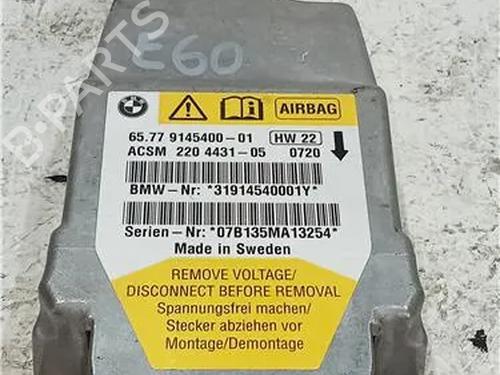 B-PARTS
E60
BMW
AIRBAG
65.77 9145400-01 HW 22
ACSM 220 4431-05 0720
BMW-Nr: *31914540001Y*
Serien-Nr: *07B135MA13254*
Made in Sweden
REMOVE VOLTAGE/
DISCONNECT BEFORE REMOVAL
Spannungsfrei machen/
Stecker abziehen vor
Montage/Demontage